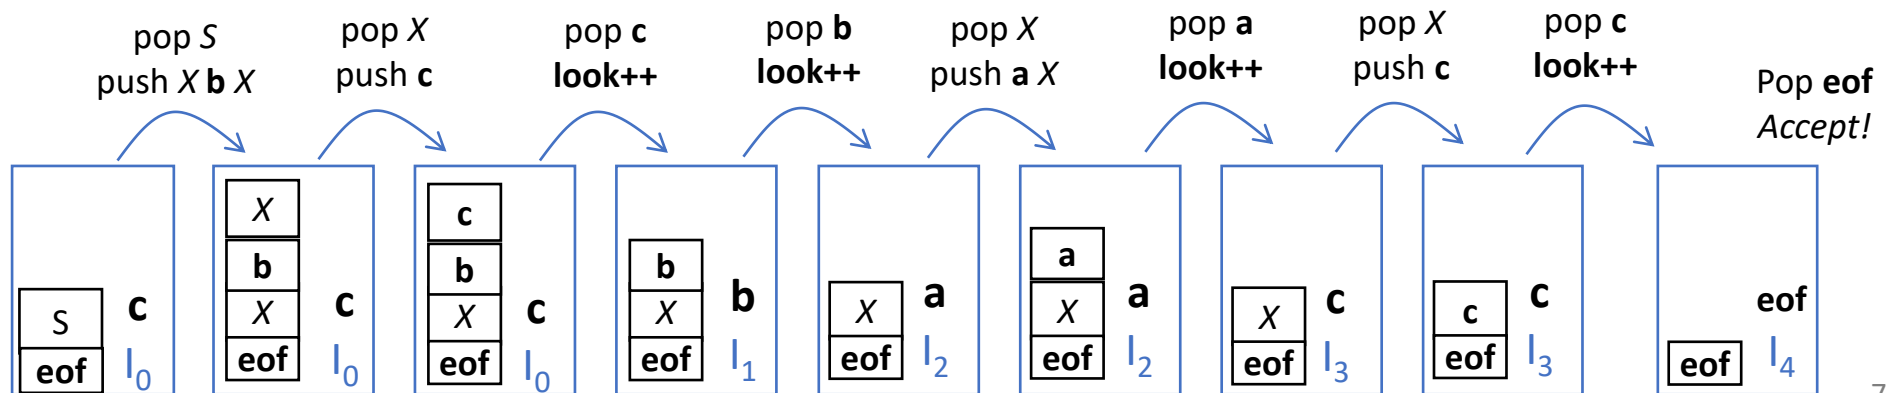 pop S
push X b X
pop X
push c
pop c
look++
pop b
look++
pop X
push a X
pop a
look++
pop X
push c
pop c
look++
Pop eof
Accept!
S
eof
c
I0
X
b
X
eof
c
I0
c
b
X
eof
c
I0
b
X
eof
b
I1
X
eof
a
I2
a
X
eof
a
I2
X
eof
c
I3
c
eof
c
I3
eof
eof
I4
7